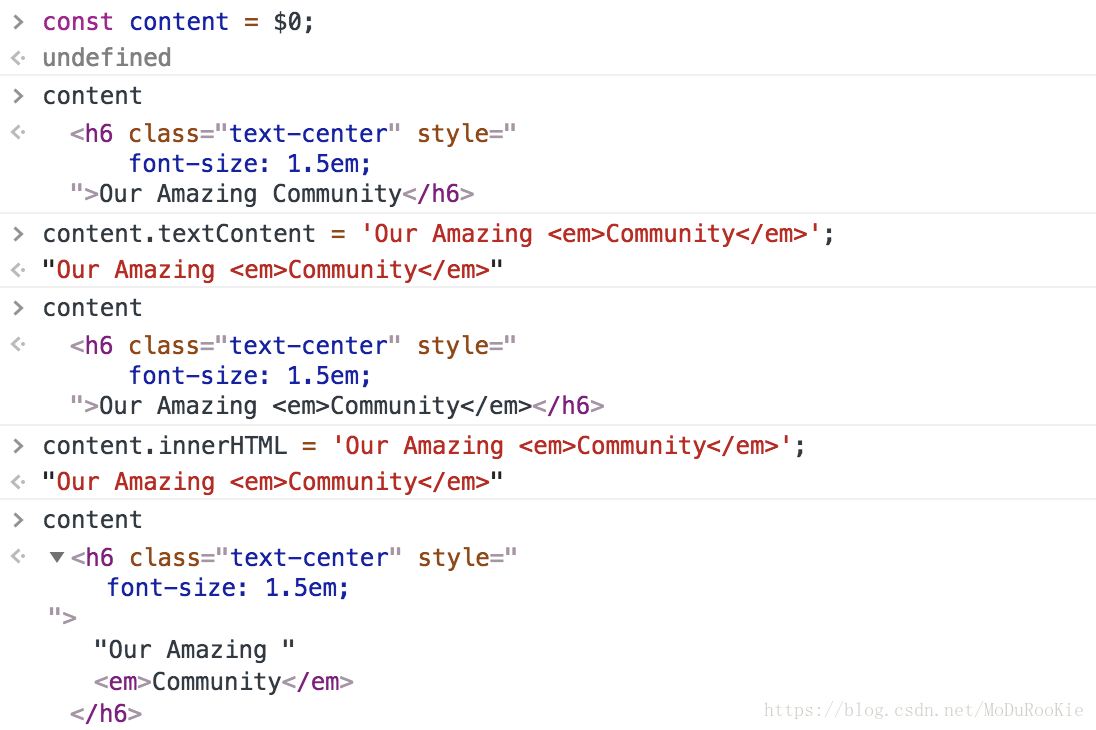 > const content = $0;
<· undefined
> content
<· <h6 class="text-center" style="
font-size: 1.5em;
">Our Amazing Community</h6>
> content.textContent = 'Our Amazing <em>Community</em>';
<· "Our Amazing <em>Community</em>"
> content
<· <h6 class="text-center" style="
font-size: 1.5em;
">Our Amazing <em>Community</em></h6>
> content.innerHTML = 'Our Amazing <em>Community</em>';
<· "Our Amazing <em>Community</em>"
> content
<· ▼<h6 class="text-center" style="
font-size: 1.5em;
">
"Our Amazing "
<em>Community</em>
</h6>
https://blog.csdn.net/MoDuRooKie